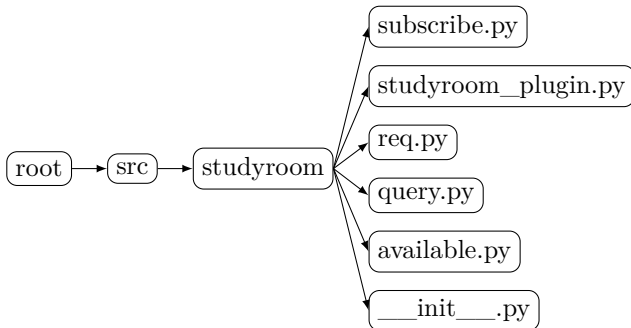 root
src
studyroom
subscribe.py
studyroom_plugin.py
req.py
query.py
available.py
__init__.py